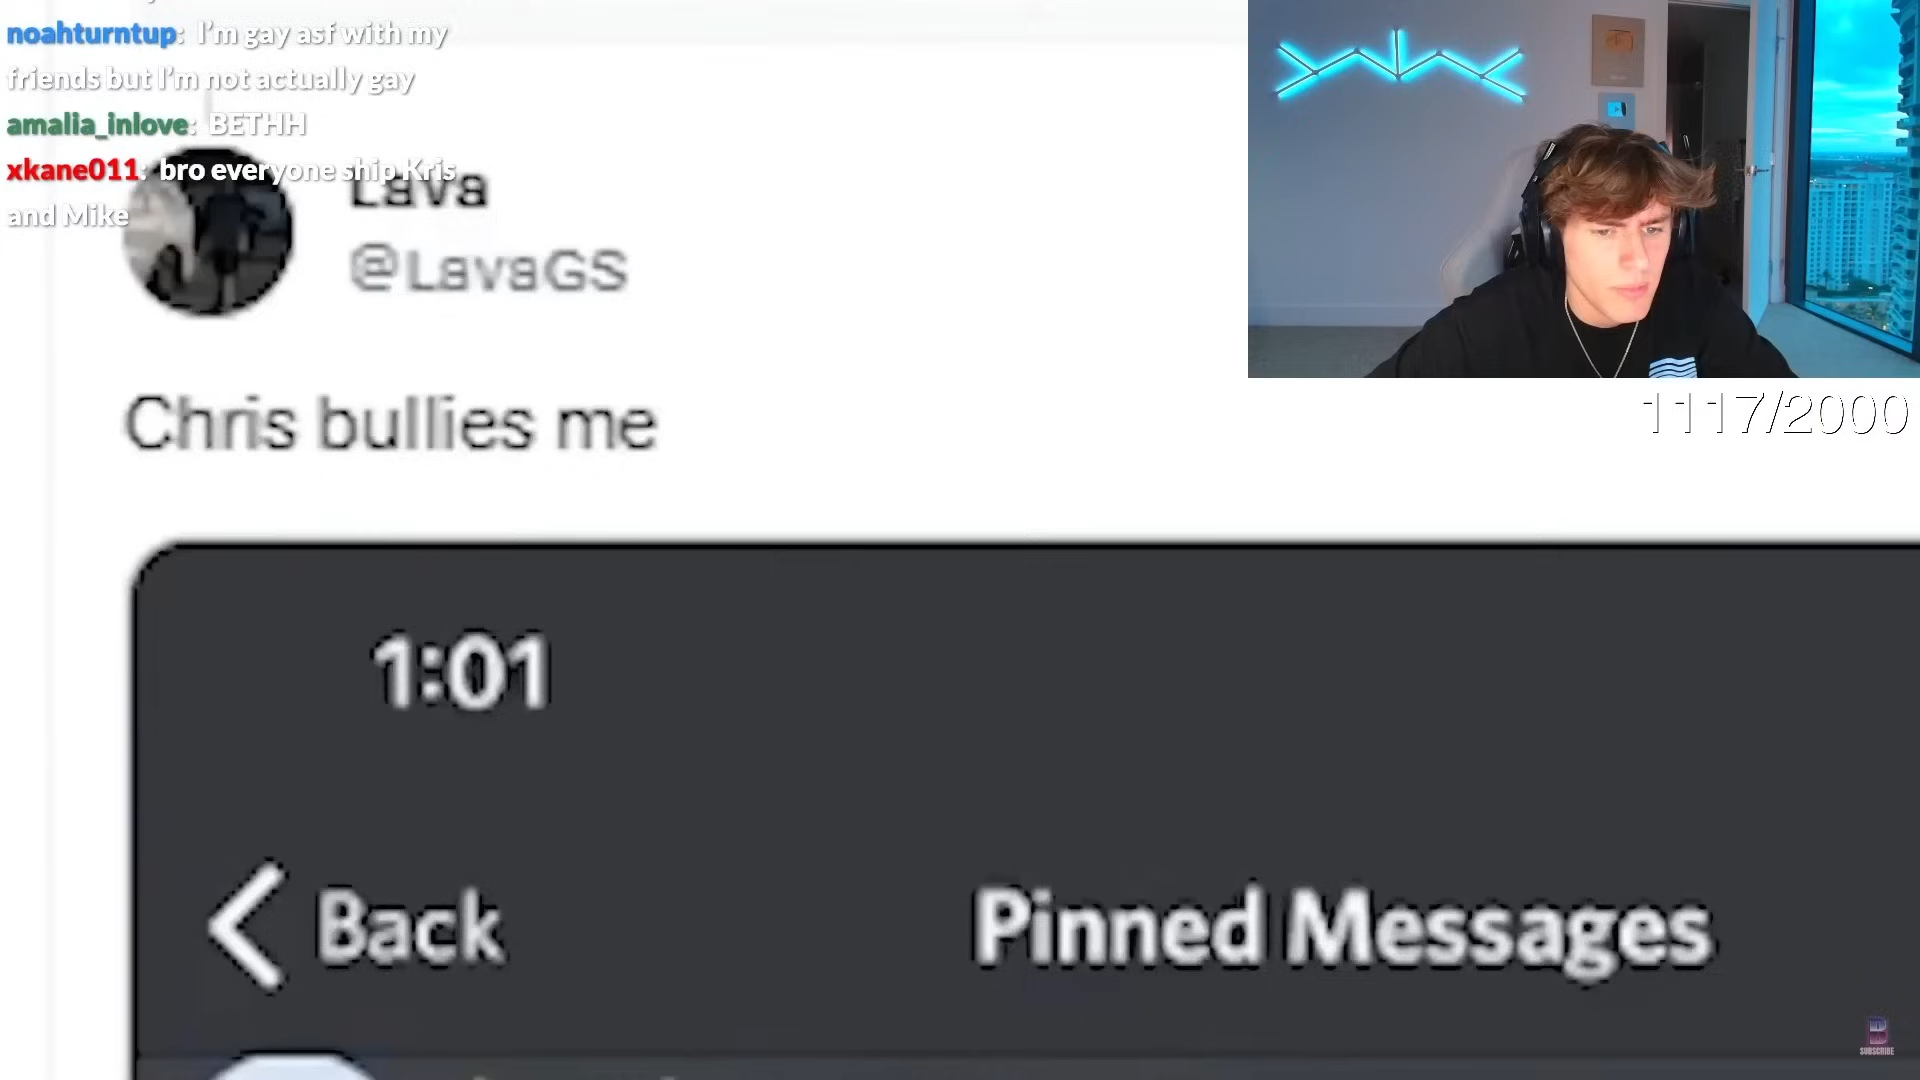 noahturntup: I'm gay asf with my
friends but I'm not actually gay
amalia_inlove: BETHH
xkane011: bro everyone ship Kris
and Mike
Lava
@LavaGS
Chris bullies me
1117/2000
1:01
Back
Pinned Messages
B
SUBSCRIBE